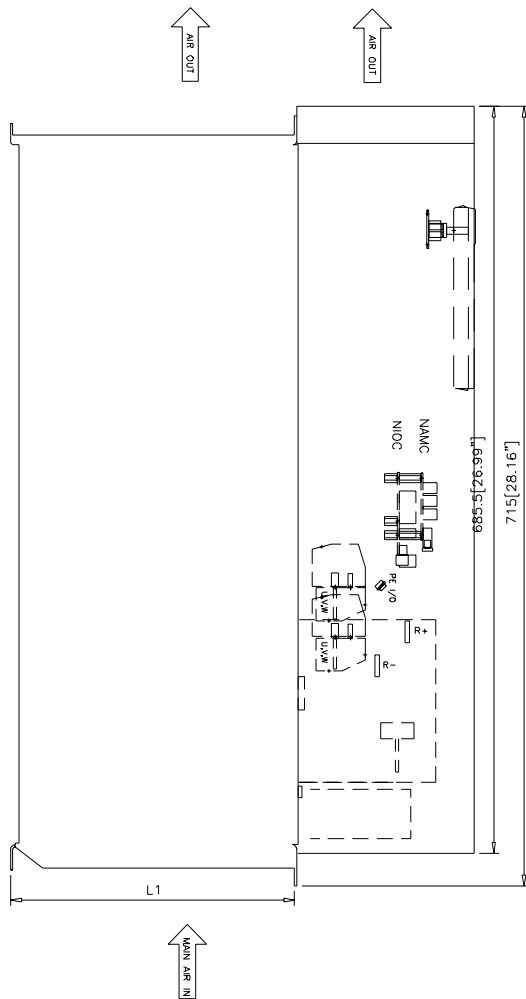 AIR OUT
AIR OUT
NAMC
NIOC
685.5[26.99"]
715[28.16"]
PE I/O
U,V,W
R+
U,V,W
R-
L1
MAIN AIR IN